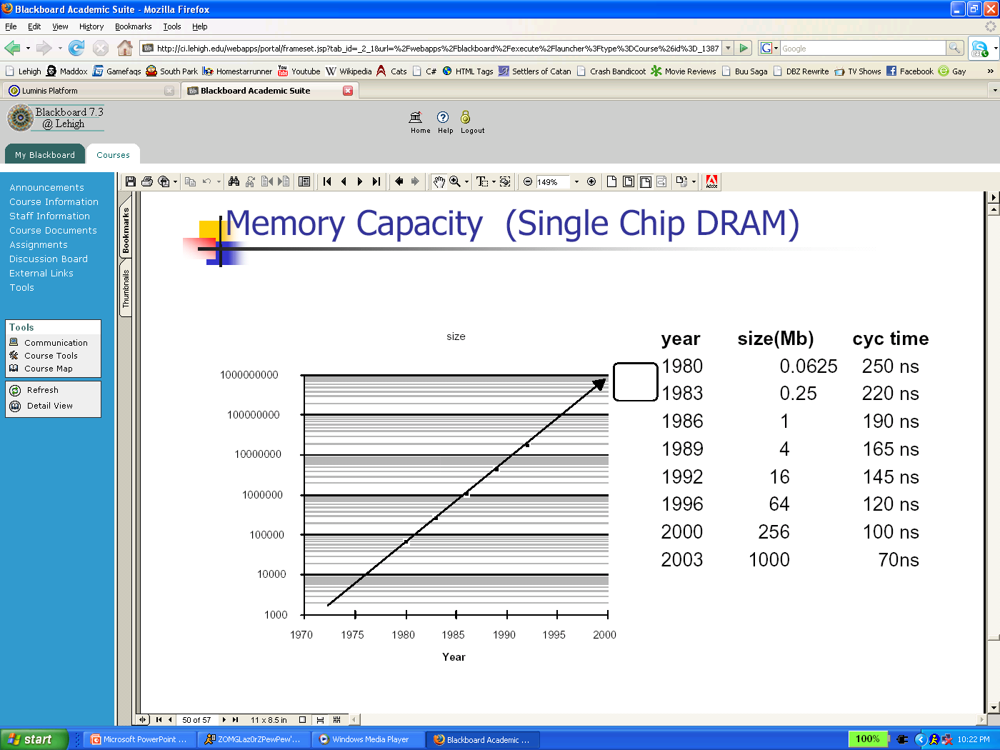 Blackboard Academic Suite - Mozilla Firefox
File Edit View History Bookmarks Tools Help
http://ci.lehigh.edu/webapps/portal/frameset.jsp?tab_id=_2_1&url=%2Fwebapps%2Fblackboard%2Fexecute%2Flauncher%3Ftype%3DCourse%26id%3D_1387
G Google
Lehigh Maddox Gamefaqs South Park Homestarrunner Youtube Wikipedia Cats C# HTML Tags Settlers of Catan Crash Bandicoot Movie Reviews Buu Saga DBZ Rewrite TV Shows Facebook Gay »
Luminis Platform
Bb Blackboard Academic Suite
Blackboard 7.3
@ Lehigh
Home Help Logout
My Blackboard Courses
Announcements
Course Information
Staff Information
Course Documents
Assignments
Discussion Board
External Links
Tools
Tools
Communication
Course Tools
Course Map
Refresh
Detail View
149%
Adobe
Bookmarks
Thumbnails
Memory Capacity (Single Chip DRAM)
size
1000000000
100000000
10000000
1000000
100000
10000
1000
1970 1975 1980 1985 1990 1995 2000
Year
year size(Mb) cyc time
1980 0.0625 250 ns
1983 0.25 220 ns
1986 1 190 ns
1989 4 165 ns
1992 16 145 ns
1996 64 120 ns
2000 256 100 ns
2003 1000 70ns
50 of 57
11 x 8.5 in
start
Microsoft PowerPoint ...
ZOMGLaz0rZPewPew'...
Windows Media Player
Blackboard Academic ...
100%
10:22 PM